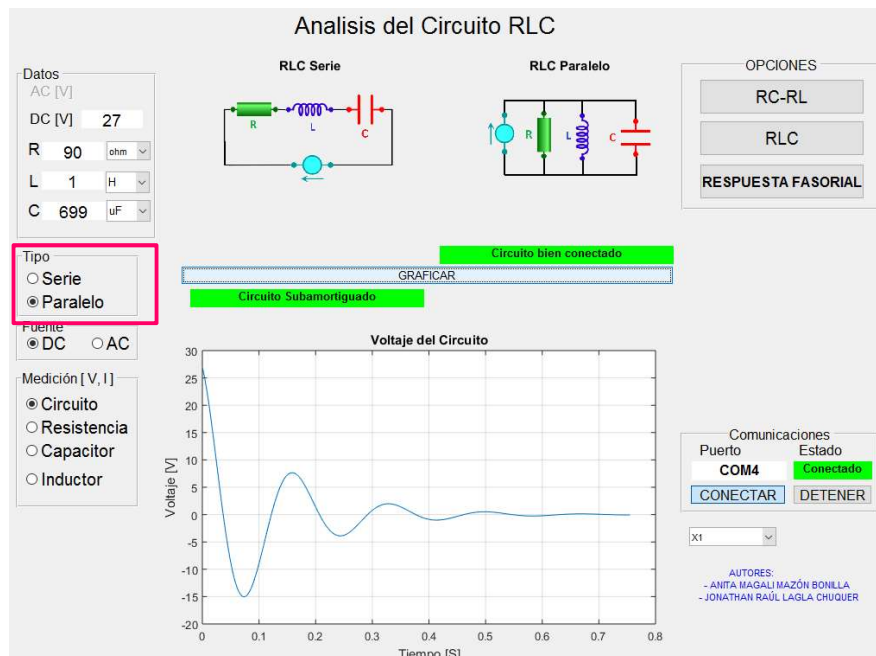 Analisis del Circuito RLC
Datos
AC [V]
DC [V] 27
R 90 ohm
L 1 H
C 699 uF
Tipo
Serie
Paralelo
Fuente
DC AC
Medición [ V, I ]
Circuito
Resistencia
Capacitor
Inductor
RLC Serie
R L C
RLC Paralelo
R L C
Circuito bien conectado
GRAFICAR
Circuito Subamortiguado
Voltaje del Circuito
Voltaje [V]
30
25
20
15
10
5
0
-5
-10
-15
-20
0 0.1 0.2 0.3 0.4 0.5 0.6 0.7 0.8
Tiempo [S]
OPCIONES
RC-RL
RLC
RESPUESTA FASORIAL
Comunicaciones
Puerto Estado
COM4 Conectado
CONECTAR DETENER
X1
AUTORES:
- ANITA MAGALI MAZÓN BONILLA
- JONATHAN RAÚL LAGLA CHUQUER